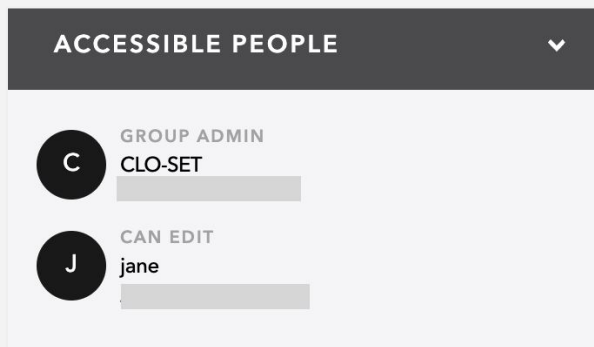 ACCESSIBLE PEOPLE
C
GROUP ADMIN
CLO-SET
J
CAN EDIT
jane